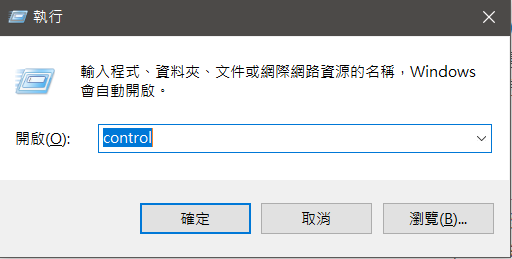 執行
輸入程式、資料夾、文件或網際網路資源的名稱，Windows
會自動開啟。
開啟(O):
control
確定
取消
瀏覽(B)...